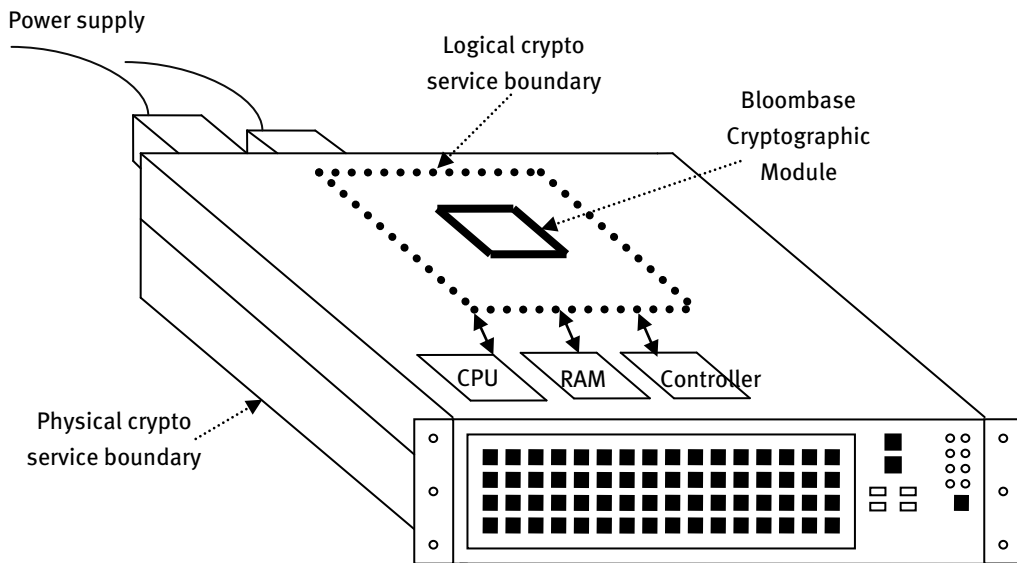 Power supply
Logical crypto
service boundary
Bloombase
Cryptographic
Module
CPU
RAM
Controller
Physical crypto
service boundary